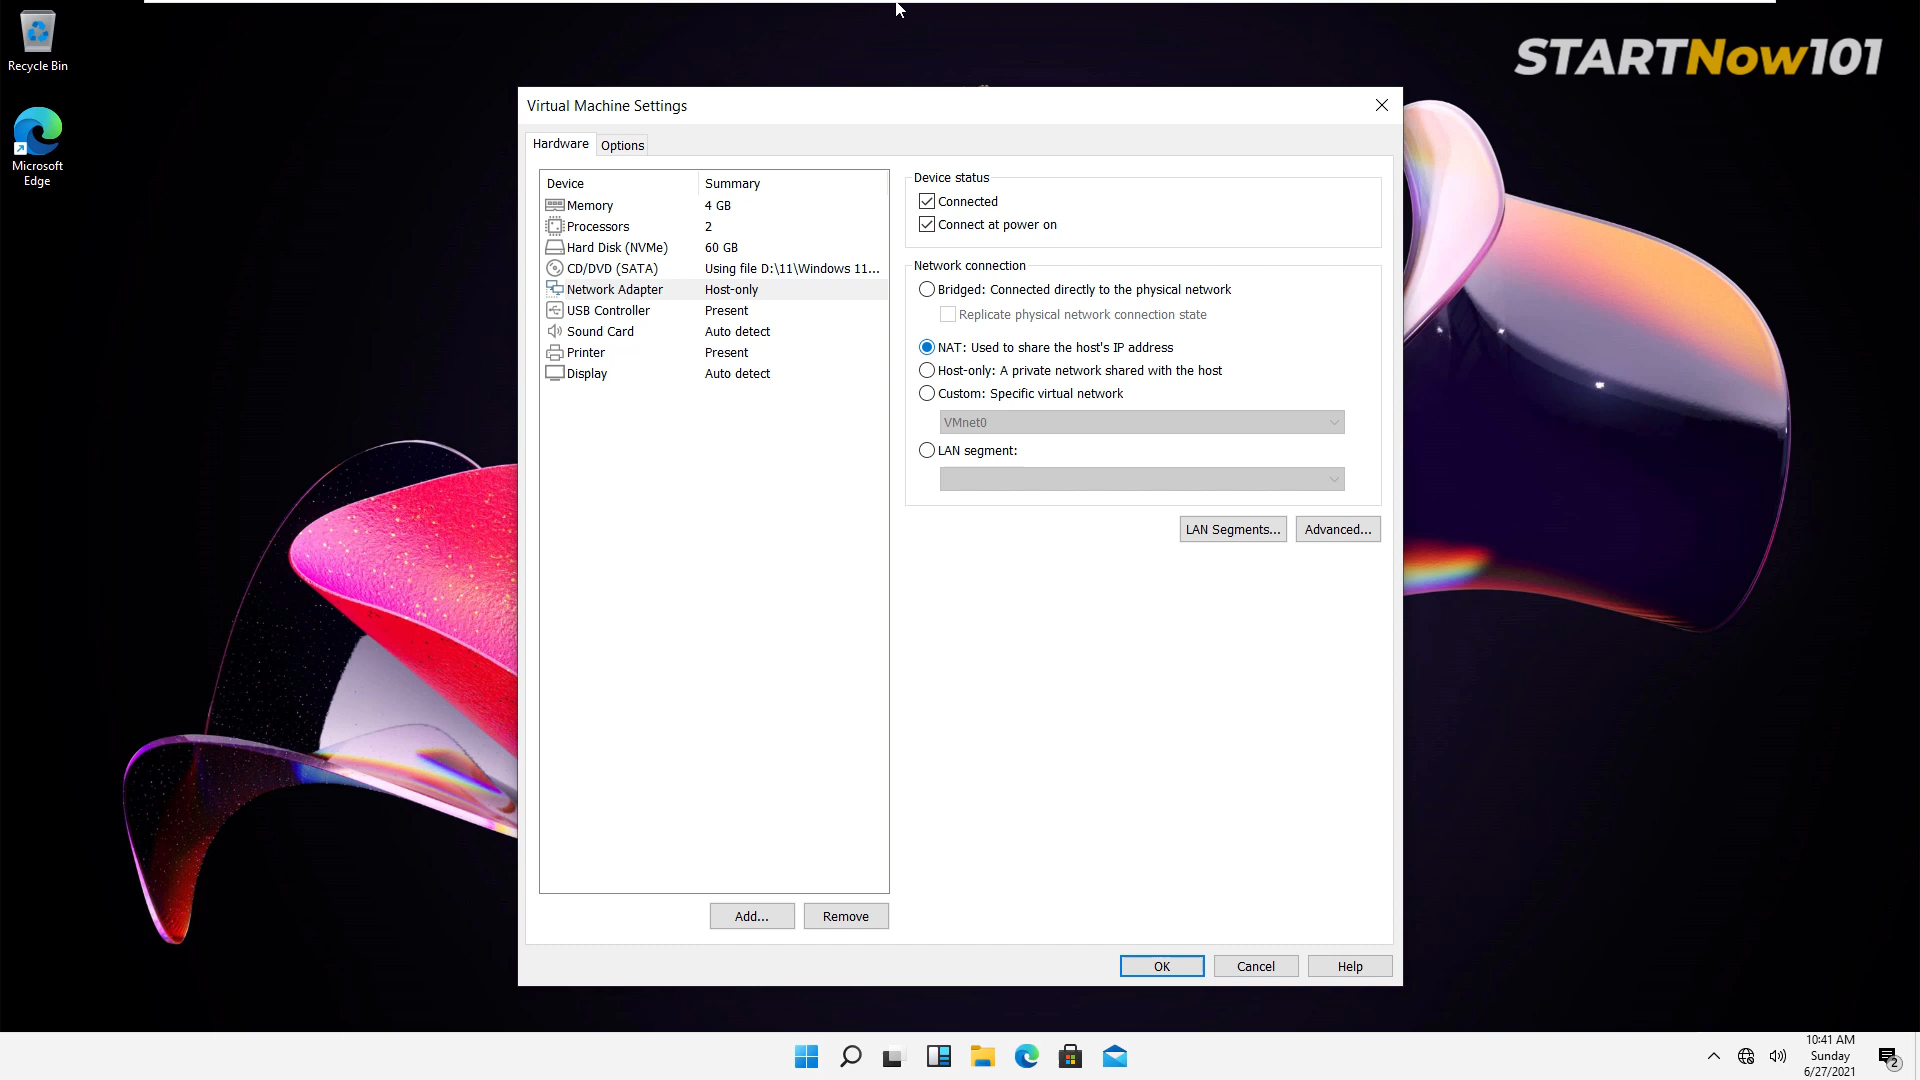 Recycle Bin
Microsoft
Edge
STARTNow101
Virtual Machine Settings
Hardware
Options
Device Summary
Memory 4 GB
Processors 2
Hard Disk (NVMe) 60 GB
CD/DVD (SATA) Using file D:\11\Windows 11...
Network Adapter Host-only
USB Controller Present
Sound Card Auto detect
Printer Present
Display Auto detect
Add...
Remove
Device status
Connected
Connect at power on
Network connection
Bridged: Connected directly to the physical network
Replicate physical network connection state
NAT: Used to share the host's IP address
Host-only: A private network shared with the host
Custom: Specific virtual network
VMnet0
LAN segment:
LAN Segments...
Advanced...
OK
Cancel
Help
10:41 AM
Sunday
6/27/2021
2